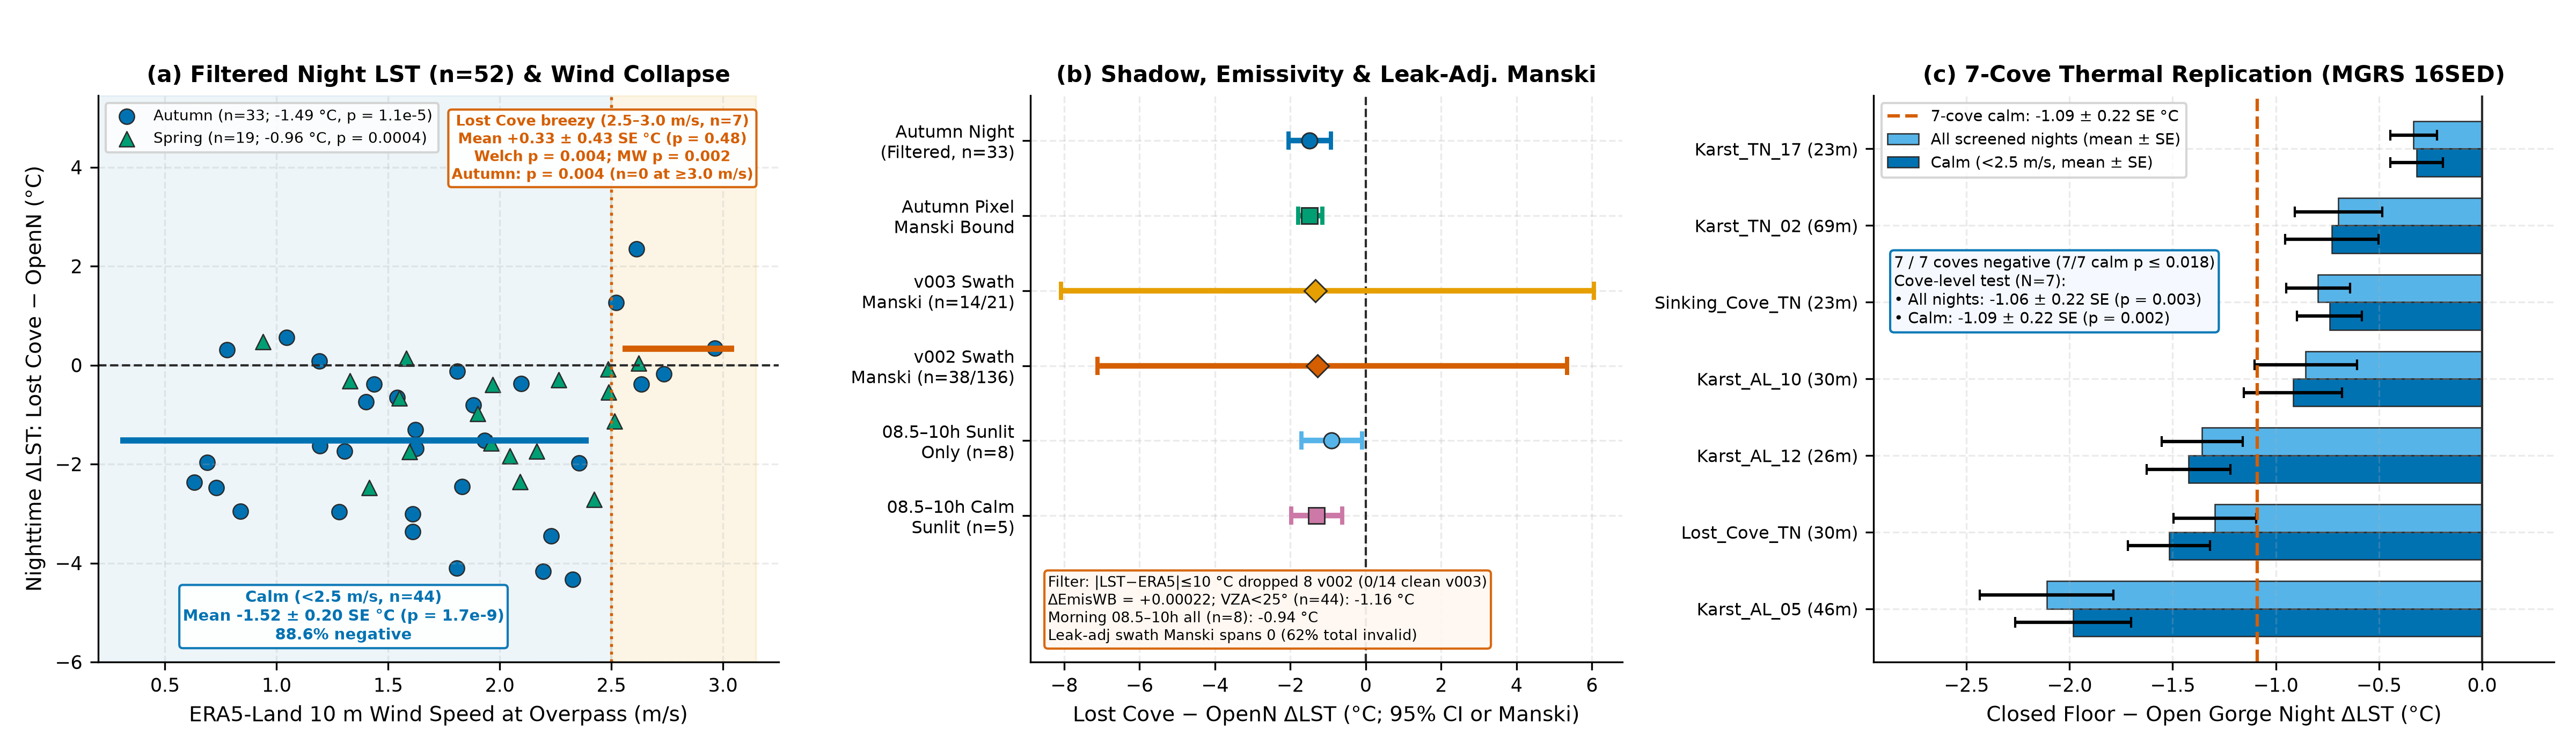 (a) Filtered Night LST (n=52) & Wind Collapse
Autumn (n=33; -1.49 °C, p = 1.1e-5)
Spring (n=19; -0.96 °C, p = 0.0004)
Lost Cove breezy (2.5–3.0 m/s, n=7)
Mean +0.33 ± 0.43 SE °C (p = 0.48)
Welch p = 0.004; MW p = 0.002
Autumn: p = 0.004 (n=0 at ≥3.0 m/s)
Nighttime ΔLST: Lost Cove − OpenN (°C)
4
2
0
−2
−4
−6
Calm (<2.5 m/s, n=44)
Mean -1.52 ± 0.20 SE °C (p = 1.7e-9)
88.6% negative
0.5
1.0
1.5
2.0
2.5
3.0
ERA5-Land 10 m Wind Speed at Overpass (m/s)
(b) Shadow, Emissivity & Leak-Adj. Manski
Autumn Night
(Filtered, n=33)
Autumn Pixel
Manski Bound
v003 Swath
Manski (n=14/21)
v002 Swath
Manski (n=38/136)
08.5–10h Sunlit
Only (n=8)
08.5–10h Calm
Sunlit (n=5)
Filter: |LST−ERA5|≤10 °C dropped 8 v002 (0/14 clean v003)
ΔEmisWB = +0.00022; VZA<25° (n=44): -1.16 °C
Morning 08.5–10h all (n=8): -0.94 °C
Leak-adj swath Manski spans 0 (62% total invalid)
−8
−6
−4
−2
0
2
4
6
Lost Cove − OpenN ΔLST (°C; 95% CI or Manski)
(c) 7-Cove Thermal Replication (MGRS 16SED)
7-cove calm: -1.09 ± 0.22 SE °C
All screened nights (mean ± SE)
Calm (<2.5 m/s, mean ± SE)
Karst_TN_17 (23m)
Karst_TN_02 (69m)
Sinking_Cove_TN (23m)
Karst_AL_10 (30m)
Karst_AL_12 (26m)
Lost_Cove_TN (30m)
Karst_AL_05 (46m)
7 / 7 coves negative (7/7 calm p ≤ 0.018)
Cove-level test (N=7):
• All nights: -1.06 ± 0.22 SE (p = 0.003)
• Calm: -1.09 ± 0.22 SE (p = 0.002)
−2.5
−2.0
−1.5
−1.0
−0.5
0.0
Closed Floor − Open Gorge Night ΔLST (°C)